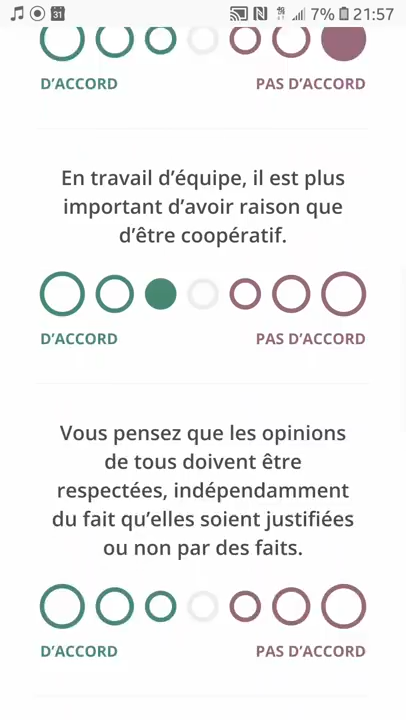 31 7% 21:57
D'ACCORD PAS D'ACCORD
En travail d'équipe, il est plus
important d'avoir raison que
d'être coopératif.
D'ACCORD PAS D'ACCORD
Vous pensez que les opinions
de tous doivent être
respectées, indépendamment
du fait qu'elles soient justifiées
ou non par des faits.
D'ACCORD PAS D'ACCORD